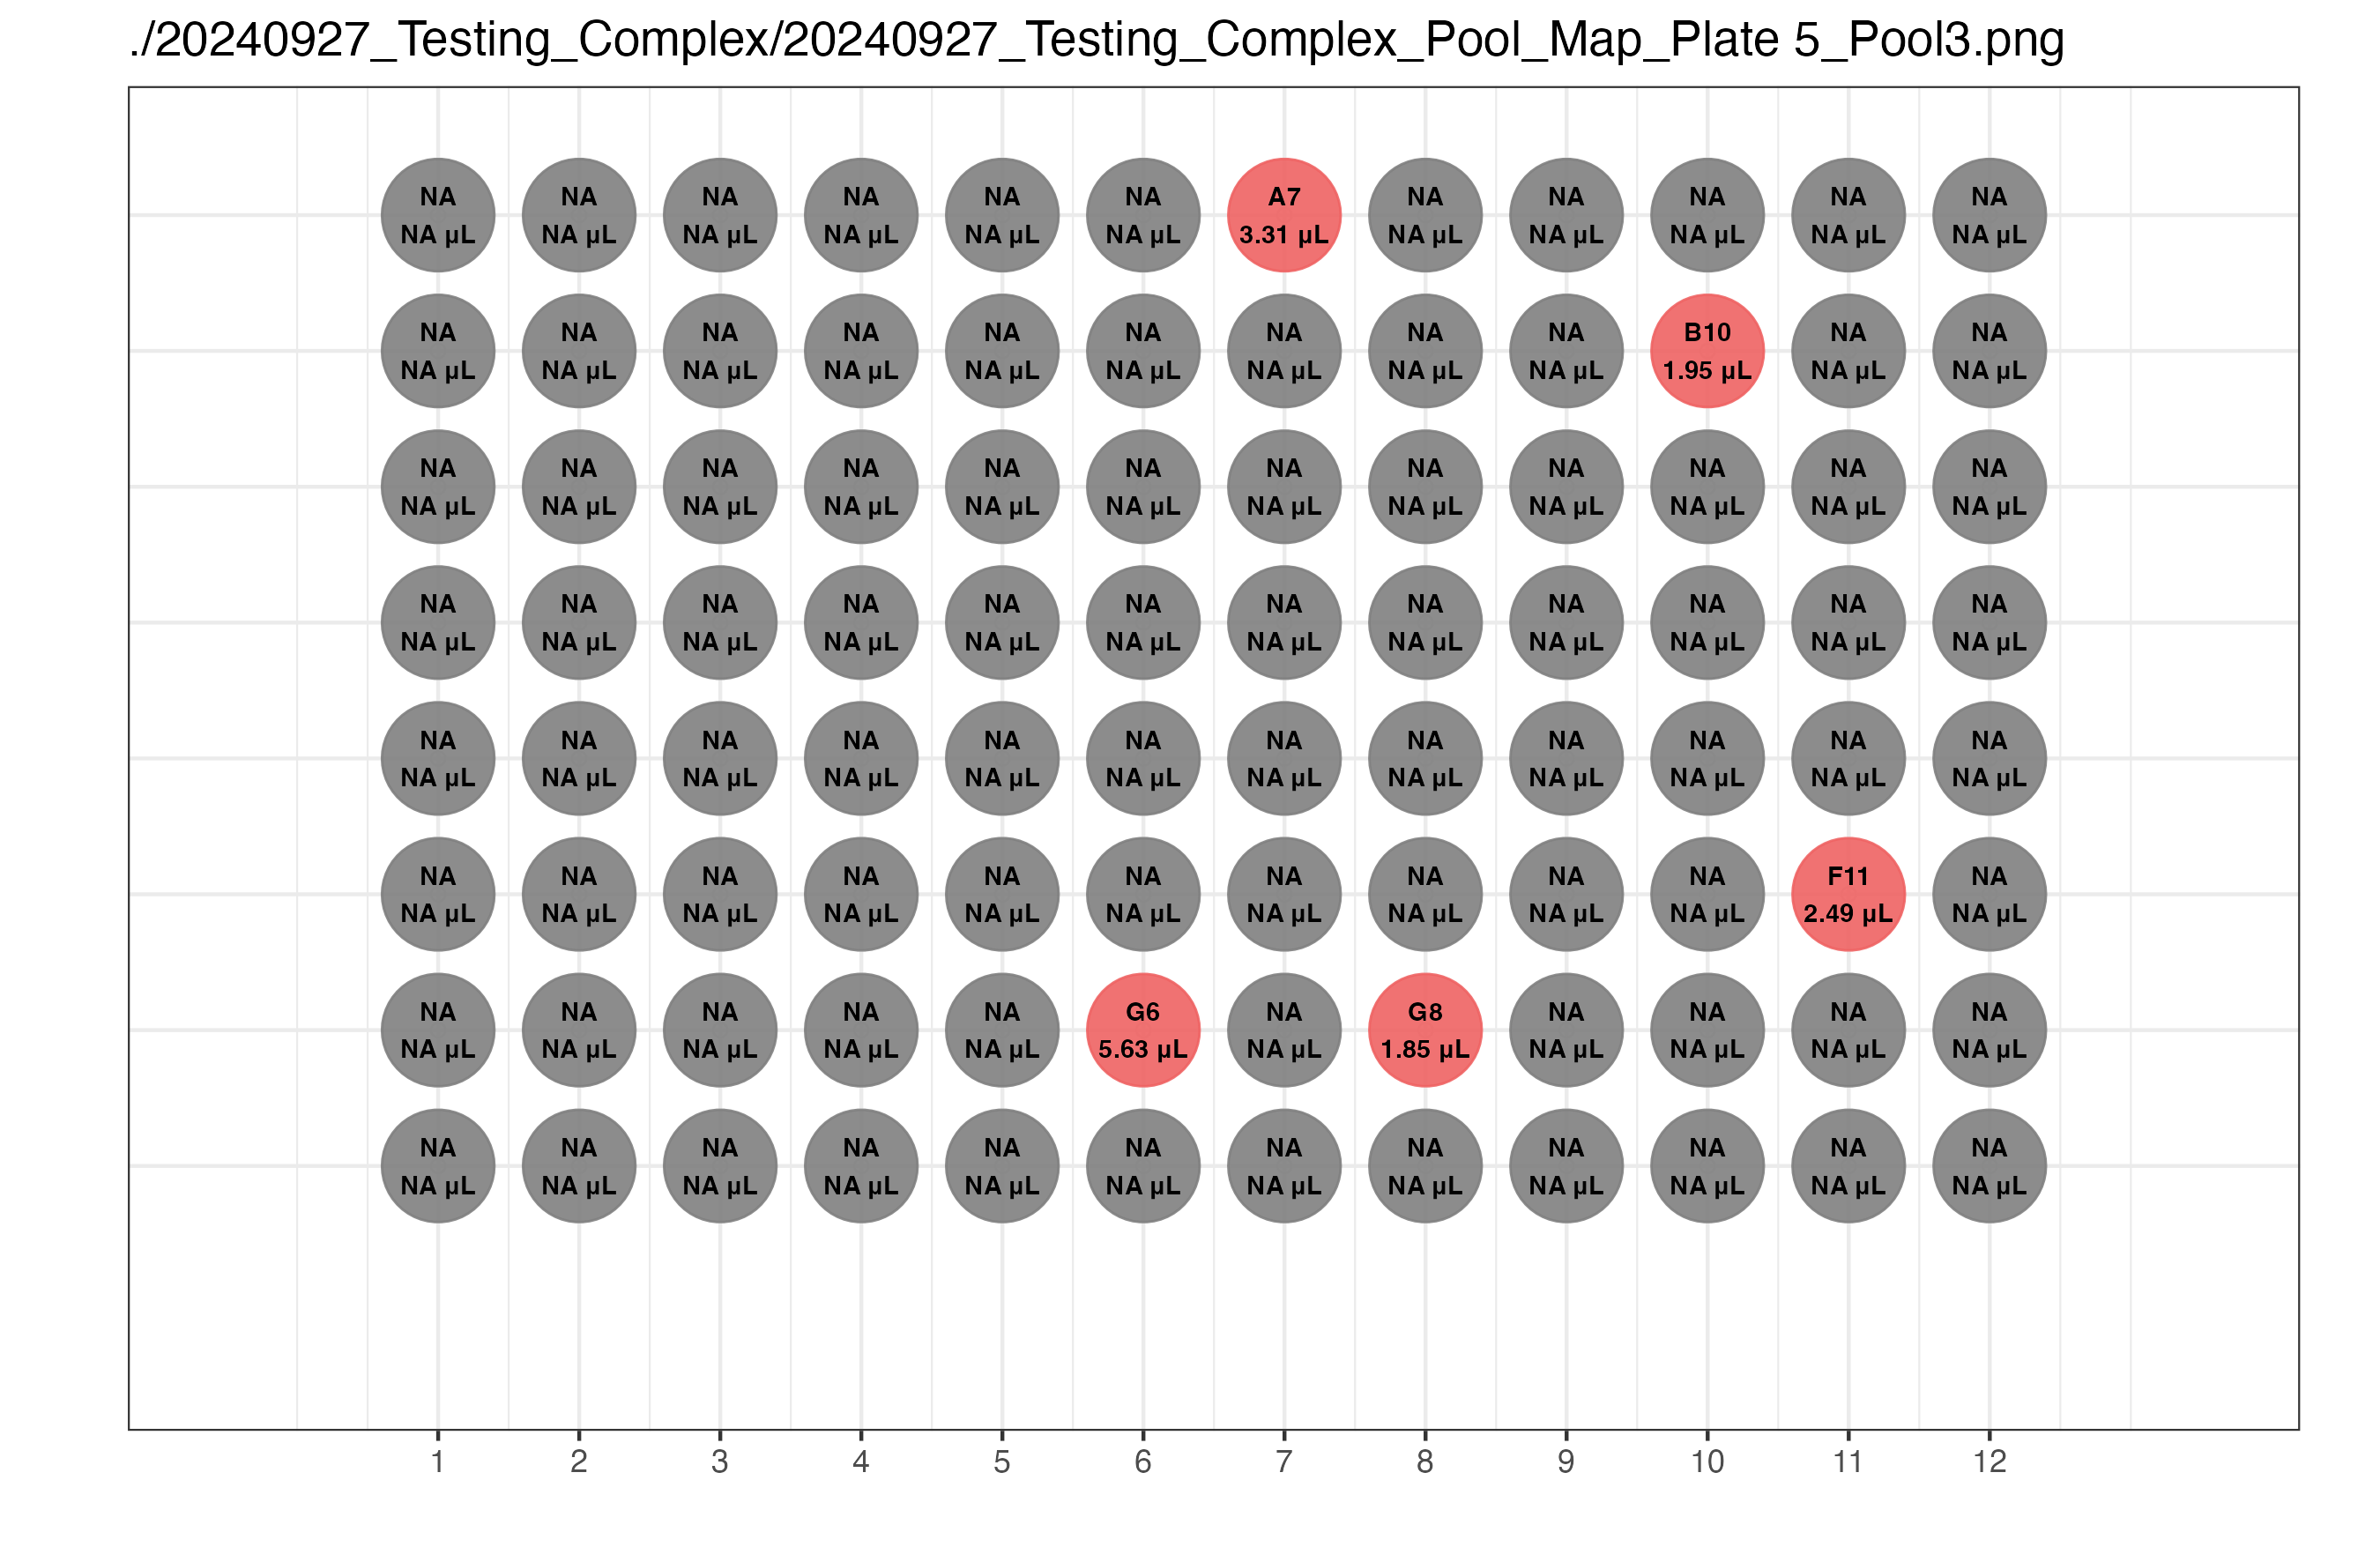 ./20240927_Testing_Complex/20240927_Testing_Complex_Pool_Map_Plate 5_Pool3.png
NA NA NA NA NA NA A7 NA NA NA NA NA
NA µL NA µL NA µL NA µL NA µL NA µL 3.31 µL NA µL NA µL NA µL NA µL NA µL
NA NA NA NA NA NA NA NA NA B10 NA NA
NA µL NA µL NA µL NA µL NA µL NA µL NA µL NA µL NA µL 1.95 µL NA µL NA µL
NA NA NA NA NA NA NA NA NA NA NA NA
NA µL NA µL NA µL NA µL NA µL NA µL NA µL NA µL NA µL NA µL NA µL NA µL
NA NA NA NA NA NA NA NA NA NA NA NA
NA µL NA µL NA µL NA µL NA µL NA µL NA µL NA µL NA µL NA µL NA µL NA µL
NA NA NA NA NA NA NA NA NA NA NA NA
NA µL NA µL NA µL NA µL NA µL NA µL NA µL NA µL NA µL NA µL NA µL NA µL
NA NA NA NA NA NA NA NA NA NA F11 NA
NA µL NA µL NA µL NA µL NA µL NA µL NA µL NA µL NA µL NA µL 2.49 µL NA µL
NA NA NA NA NA G6 NA G8 NA NA NA NA
NA µL NA µL NA µL NA µL NA µL 5.63 µL NA µL 1.85 µL NA µL NA µL NA µL NA µL
NA NA NA NA NA NA NA NA NA NA NA NA
NA µL NA µL NA µL NA µL NA µL NA µL NA µL NA µL NA µL NA µL NA µL NA µL
1 2 3 4 5 6 7 8 9 10 11 12